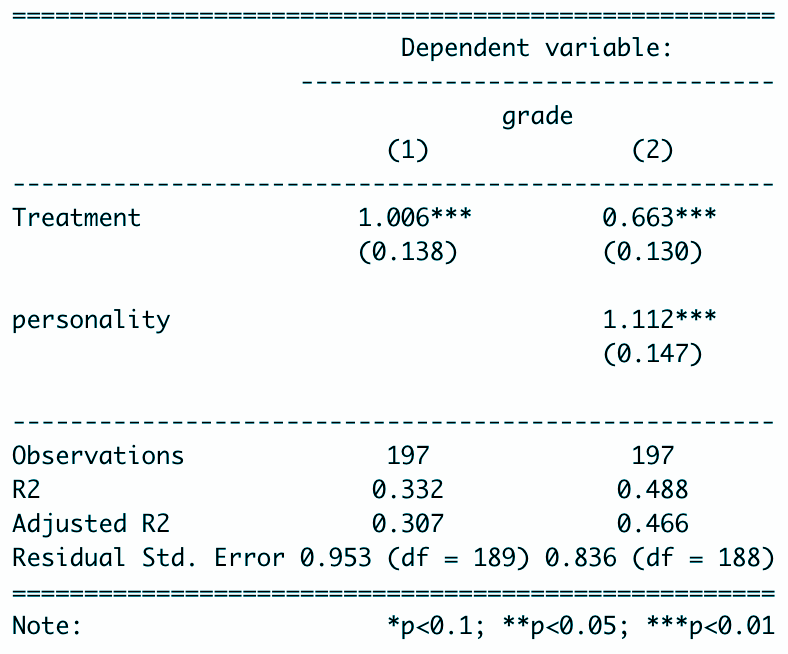 =====================================================
Dependent variable:
---------------------------------
grade
(1) (2)
-----------------------------------------------------
Treatment 1.006*** 0.663***
(0.138) (0.130)
personality 1.112***
(0.147)
-----------------------------------------------------
Observations 197 197
R2 0.332 0.488
Adjusted R2 0.307 0.466
Residual Std. Error 0.953 (df = 189) 0.836 (df = 188)
=====================================================
Note: *p<0.1; **p<0.05; ***p<0.01